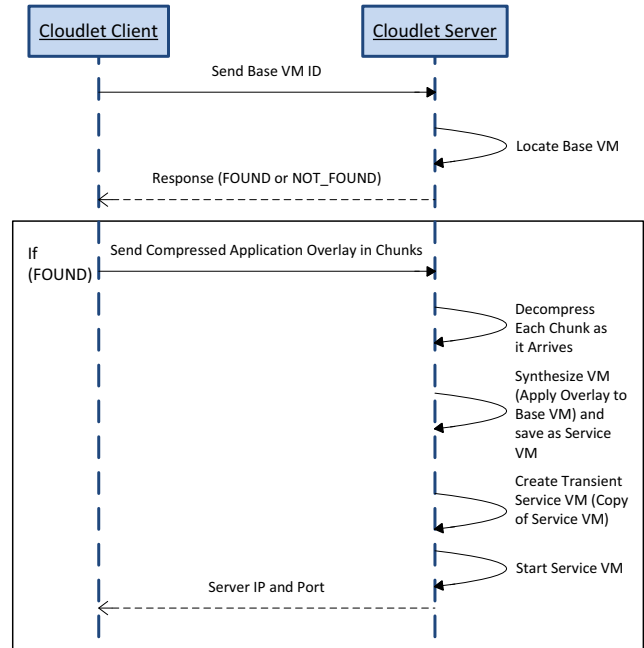 Cloudlet Client
Cloudlet Server
Send Base VM ID
Locate Base VM
Response (FOUND or NOT_FOUND)
If
(FOUND)
Send Compressed Application Overlay in Chunks
Decompress
Each Chunk as
it Arrives
Synthesize VM
(Apply Overlay to
Base VM) and
save as Service
VM
Create Transient
Service VM (Copy
of Service VM)
Start Service VM
Server IP and Port